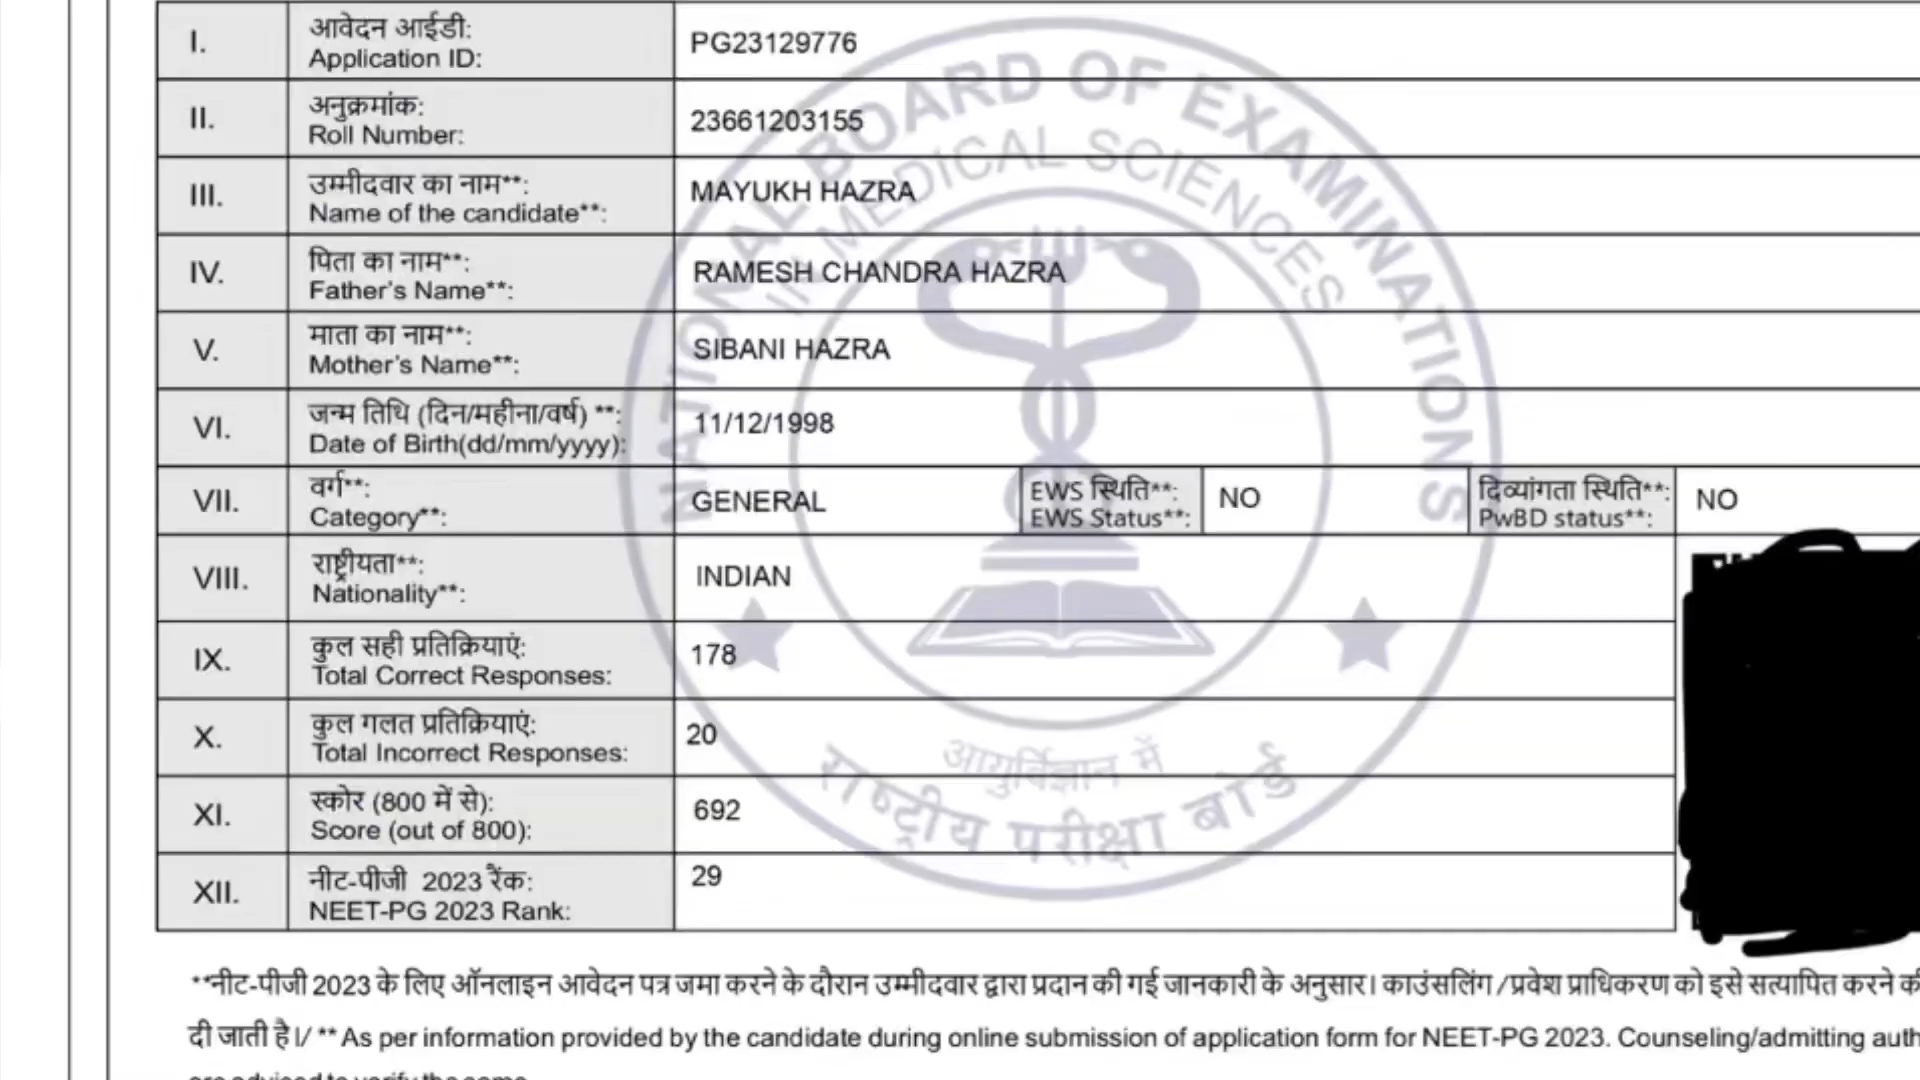 I.
आवेदन आईडी:
Application ID:
PG23129776
II.
अनुक्रमांक:
Roll Number:
23661203155
III.
उम्मीदवार का नाम**:
Name of the candidate**:
MAYUKH HAZRA
IV.
पिता का नाम**:
Father's Name**:
RAMESH CHANDRA HAZRA
V.
माता का नाम**:
Mother's Name**:
SIBANI HAZRA
VI.
जन्म तिथि (दिन/महीना/वर्ष) **:
Date of Birth(dd/mm/yyyy):
11/12/1998
VII.
वर्ग**:
Category**:
GENERAL
EWS स्थिति**:
EWS Status**:
NO
दिव्यांगता स्थिति**:
PwBD status**:
NO
VIII.
राष्ट्रीयता**:
Nationality**:
INDIAN
IX.
कुल सही प्रतिक्रियाएं:
Total Correct Responses:
178
X.
कुल गलत प्रतिक्रियाएं:
Total Incorrect Responses:
20
XI.
स्कोर (800 में से):
Score (out of 800):
692
XII.
नीट-पीजी 2023 रैंक:
NEET-PG 2023 Rank:
29
NATIONAL BOARD OF EXAMINATIONS
IN MEDICAL SCIENCES
आयुर्विज्ञान में
राष्ट्रीय परीक्षा बोर्ड
**नीट-पीजी 2023 के लिए ऑनलाइन आवेदन पत्र जमा करने के दौरान उम्मीदवार द्वारा प्रदान की गई जानकारी के अनुसार। काउंसलिंग /प्रवेश प्राधिकरण को इसे सत्यापित करने की
दी जाती है।/ ** As per information provided by the candidate during online submission of application form for NEET-PG 2023. Counseling/admitting auth
are advised to verify the same